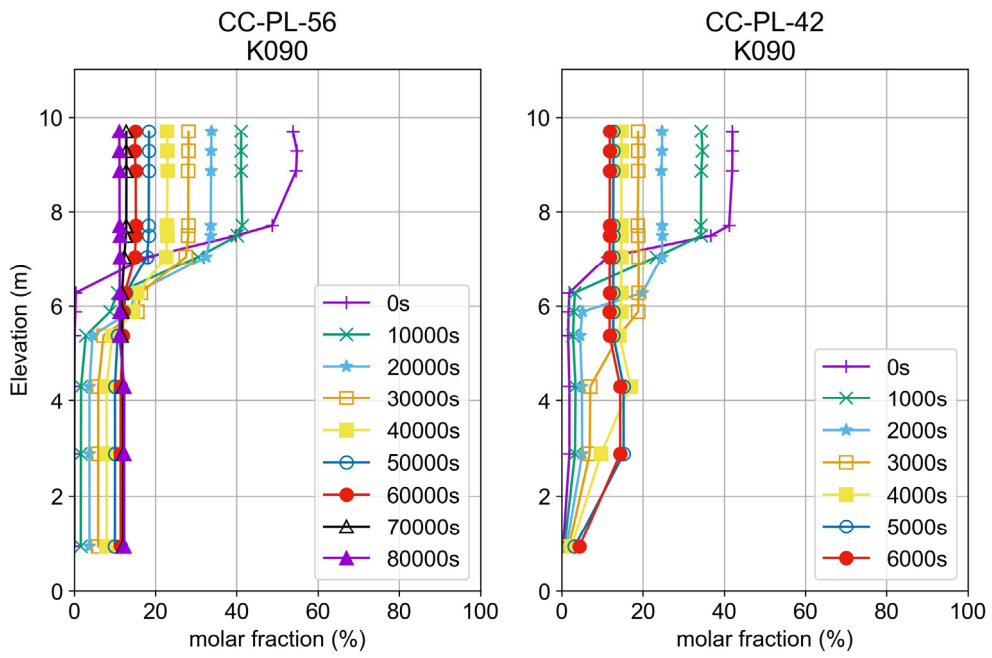 CC-PL-56
K090
Elevation (m)
10
8
6
4
2
0
0s
10000s
20000s
30000s
40000s
50000s
60000s
70000s
80000s
0
20
40
60
80
100
molar fraction (%)
CC-PL-42
K090
10
8
6
4
2
0
0s
1000s
2000s
3000s
4000s
5000s
6000s
0
20
40
60
80
100
molar fraction (%)